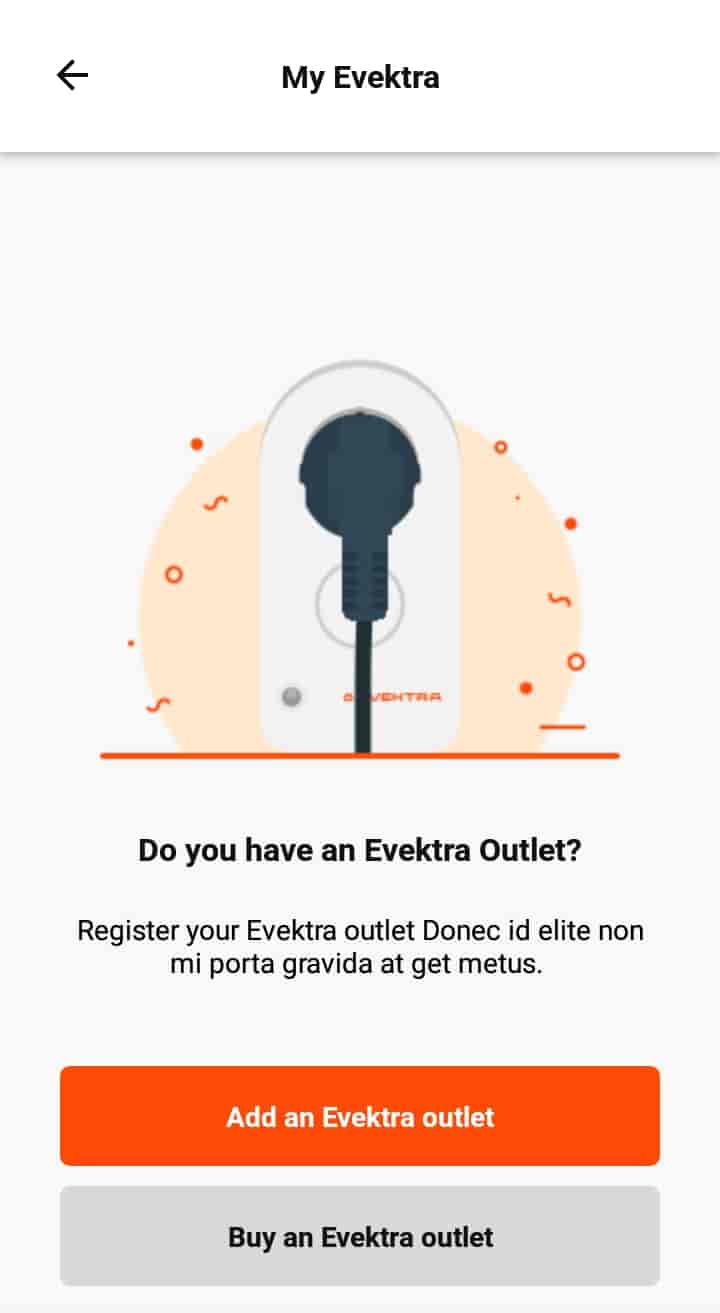 My Evektra
VEKTRA
Do you have an Evektra Outlet?
Register your Evektra outlet Donec id elite non
mi porta gravida at get metus.
Add an Evektra outlet
Buy an Evektra outlet